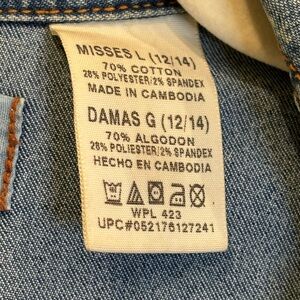 MISSES L (12/14)
70% COTTON
28% POLYESTER/2% SPANDEX
MADE IN CAMBODIA
DAMAS G (12/14)
70% ALGODON
28% POLYESTER/2% SPANDEX
HECHO EN CAMBODIA
WPL 423
UPC#052176127241